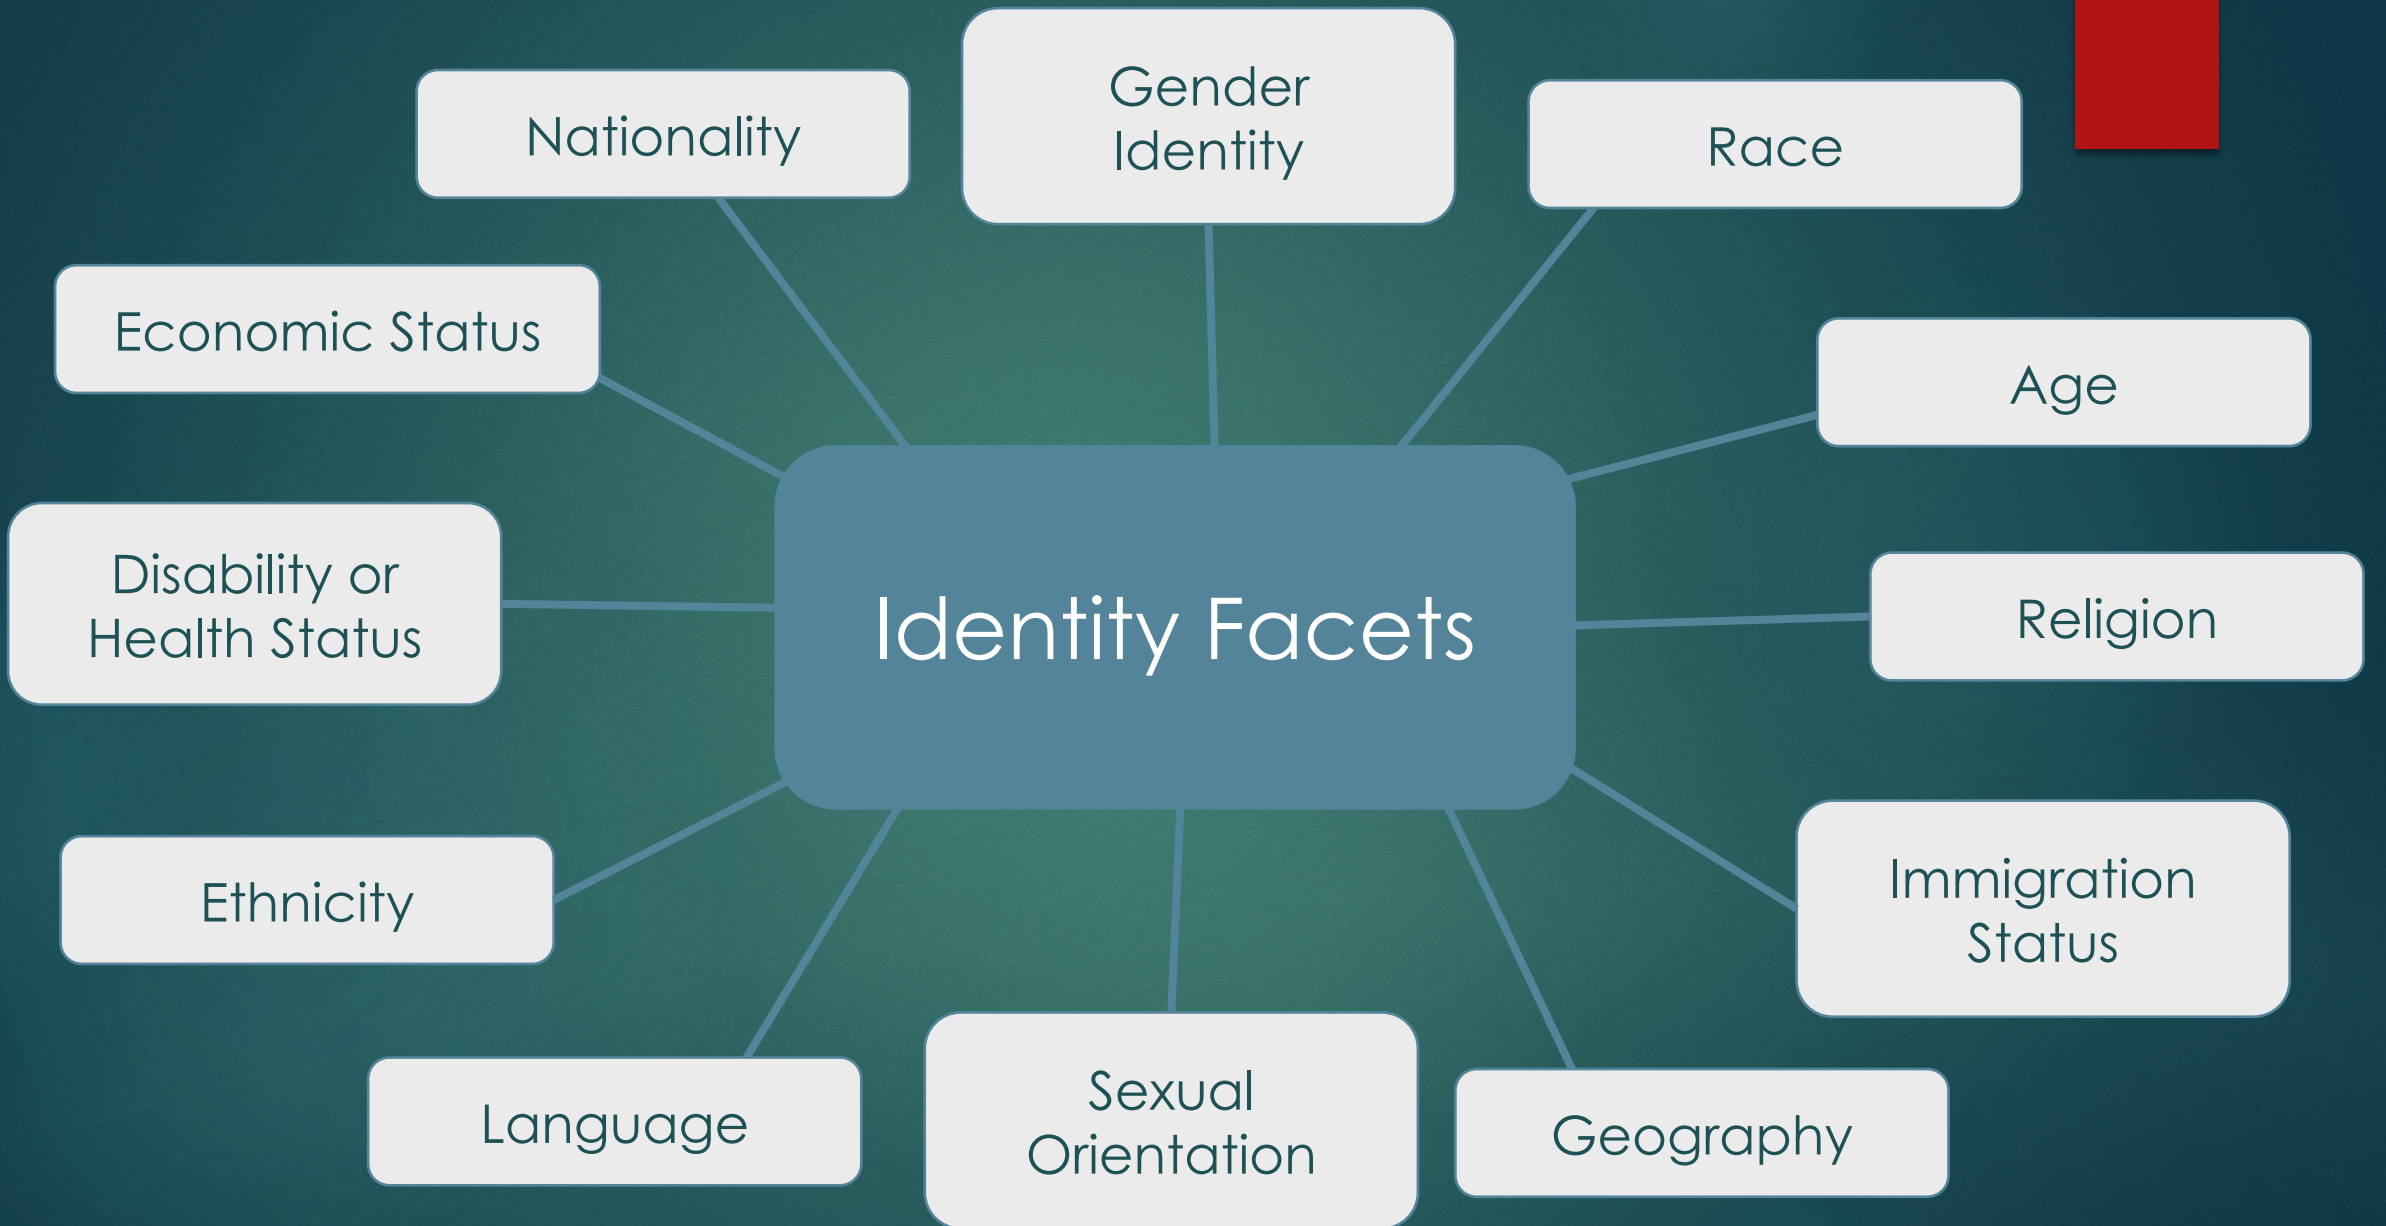 Gender
Identity
Nationality
Race
Economic Status
Age
Disability or
Health Status
Identity Facets
Religion
Ethnicity
Immigration
Status
Language
Sexual
Orientation
Geography